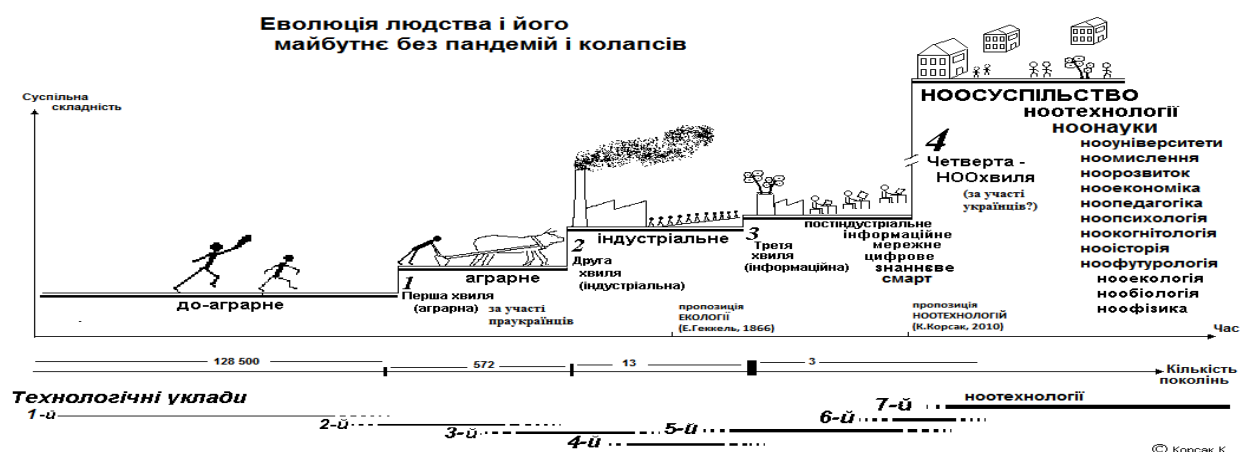 Еволюція людства і його
майбутнє без пандемій і колапсів
Суспільна
складність
до-аграрне
1
Перша хвиля
(аграрна)
за участі
праукраїнців
аграрне
2
Друга
хвиля
(індустріальна)
індустріальне
3
Третя
хвиля
(інформаційна)
постіндустріальне
інформаційне
мережне
цифрове
знаннєве
смарт
4
Четверта -
НООхвиля
(за участі
українців?)
НООСУСПІЛЬСТВО
ноотехнології
ноонауки
нооуніверситети
ноомислення
ноорозвиток
нооекономіка
ноопедагогіка
ноопсихологія
ноокогнітологія
нооісторія
ноофутурологія
нооекологія
нообіологія
ноофізика
пропозиція
ЕКОЛОГІЇ
(Е.Геккель, 1866)
пропозиція
НООТЕХНОЛОГІЙ
(К.Корсак, 2010)
Час
128 500
572
13
3
Кількість
поколінь
Технологічні уклади
1-й
2-й
3-й
4-й
5-й
6-й
7-й
ноотехнології
© Корсак К.